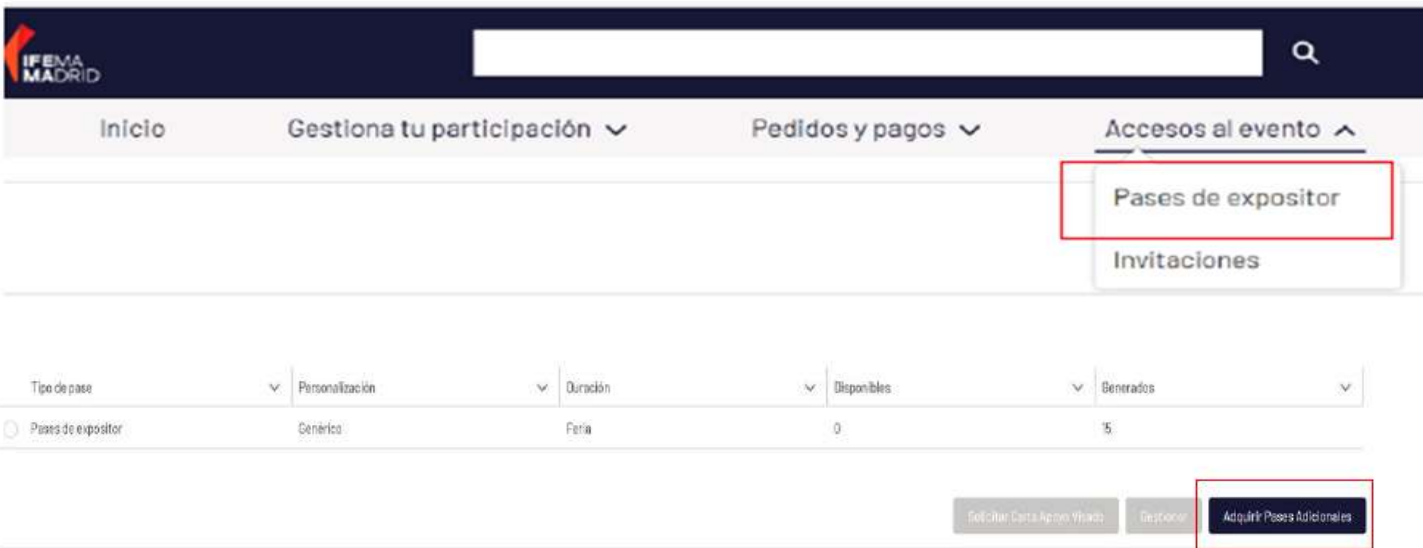 IFEMA
MADRID
Inicio Gestiona tu participación Pedidos y pagos Accesos al evento
Pases de expositor
Invitaciones
Tipo de pase Personalización Duración Disponibles Generados
Pases de expositor Genérico Feria 0 15
Solicitar Carta Apoyo Visado Gestionar Adquirir Pases Adicionales